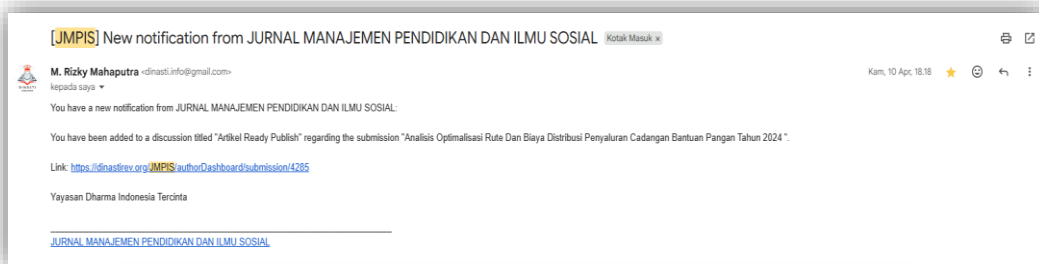 [JMPIS] New notification from JURNAL MANAJEMEN PENDIDIKAN DAN ILMU SOSIAL Kotak Masuk x
M. Rizky Mahaputra <dinasti.info@gmail.com> Kam, 10 Apr, 18.18
kepada saya
You have a new notification from JURNAL MANAJEMEN PENDIDIKAN DAN ILMU SOSIAL:
You have been added to a discussion titled "Artikel Ready Publish" regarding the submission "Analisis Optimalisasi Rute Dan Biaya Distribusi Penyaluran Cadangan Bantuan Pangan Tahun 2024 ".
Link: https://dinastirev.org/JMPIS/authorDashboard/submission/4285
Yayasan Dharma Indonesia Tercinta
JURNAL MANAJEMEN PENDIDIKAN DAN ILMU SOSIAL